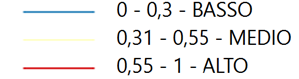 0 - 0,3 - BASSO
0,31 - 0,55 - MEDIO
0,55 - 1 - ALTO